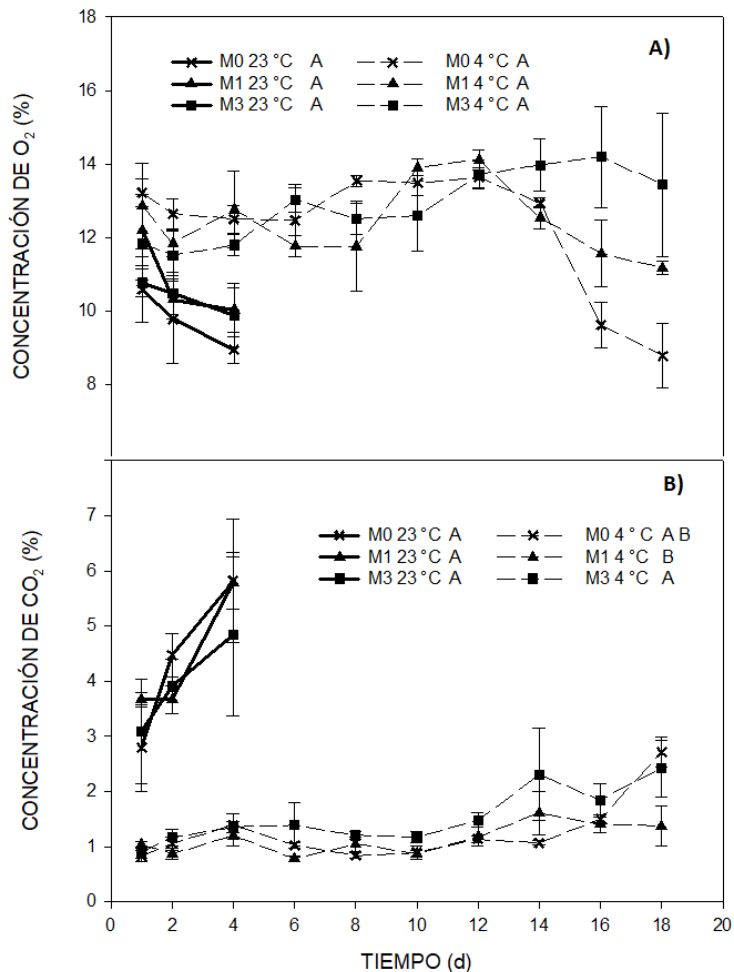 18
A)
M0 23 °C A M0 4 °C A
16
M1 23 °C A M1 4 °C A
M3 23 °C A M3 4 °C A
14
12
10
8
CONCENTRACIÓN DE O2 (%)
B)
7
M0 23 °C A M0 4 °C A B
6
M1 23 °C A M1 4 °C B
M3 23 °C A M3 4 °C A
5
4
3
2
1
0
CONCENTRACIÓN DE CO2 (%)
0 2 4 6 8 10 12 14 16 18 20
TIEMPO (d)